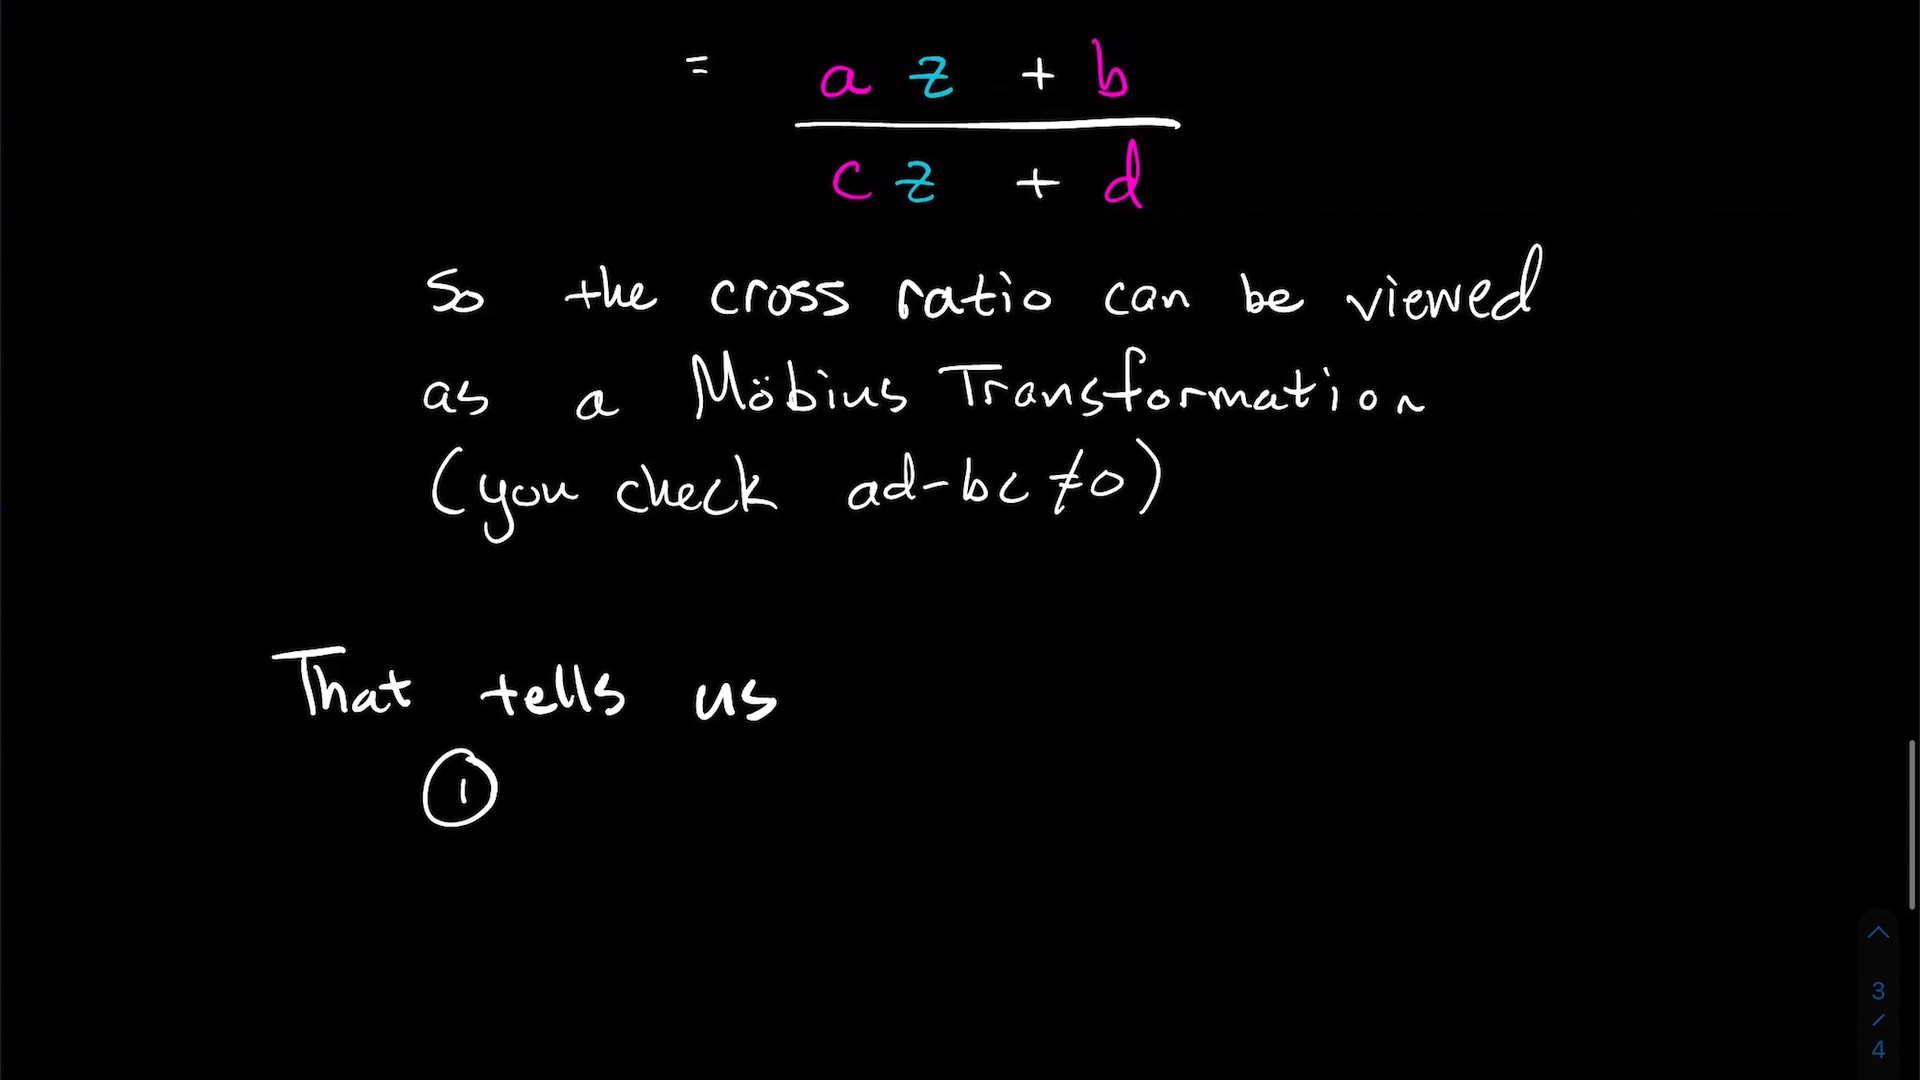 = az + b
cz + d
So the cross ratio can be viewed
as a Möbius Transformation
(you check ad-bc≠0)
That tells us
①
3
/
4